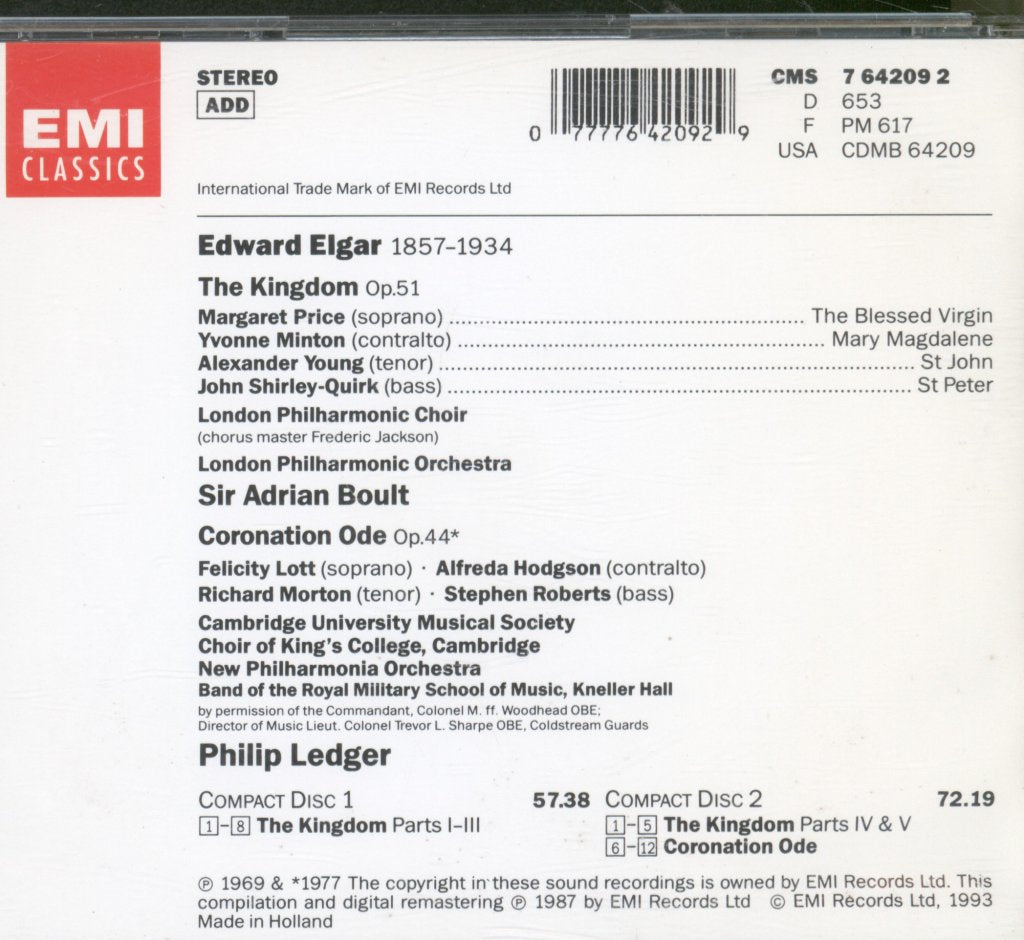 EMI
CLASSICS
STEREO
ADD
0 77776 42092 9
CMS 7 64209 2
D 653
F PM 617
USA CDMB 64209
International Trade Mark of EMI Records Ltd
Edward Elgar 1857–1934
The Kingdom Op.51
Margaret Price (soprano) ........ The Blessed Virgin
Yvonne Minton (contralto) ........ Mary Magdalene
Alexander Young (tenor) ........ St John
John Shirley-Quirk (bass) ........ St Peter
London Philharmonic Choir
(chorus master Frederic Jackson)
London Philharmonic Orchestra
Sir Adrian Boult
Coronation Ode Op.44*
Felicity Lott (soprano) · Alfreda Hodgson (contralto)
Richard Morton (tenor) · Stephen Roberts (bass)
Cambridge University Musical Society
Choir of King's College, Cambridge
New Philharmonia Orchestra
Band of the Royal Military School of Music, Kneller Hall
by permission of the Commandant, Colonel M. ff. Woodhead OBE;
Director of Music Lieut. Colonel Trevor L. Sharpe OBE, Coldstream Guards
Philip Ledger
COMPACT DISC 1 57.38
1–8 The Kingdom Parts I–III
COMPACT DISC 2 72.19
1–5 The Kingdom Parts IV & V
6–12 Coronation Ode
℗ 1969 & *1977 The copyright in these sound recordings is owned by EMI Records Ltd. This
compilation and digital remastering ℗ 1987 by EMI Records Ltd © EMI Records Ltd, 1993
Made in Holland